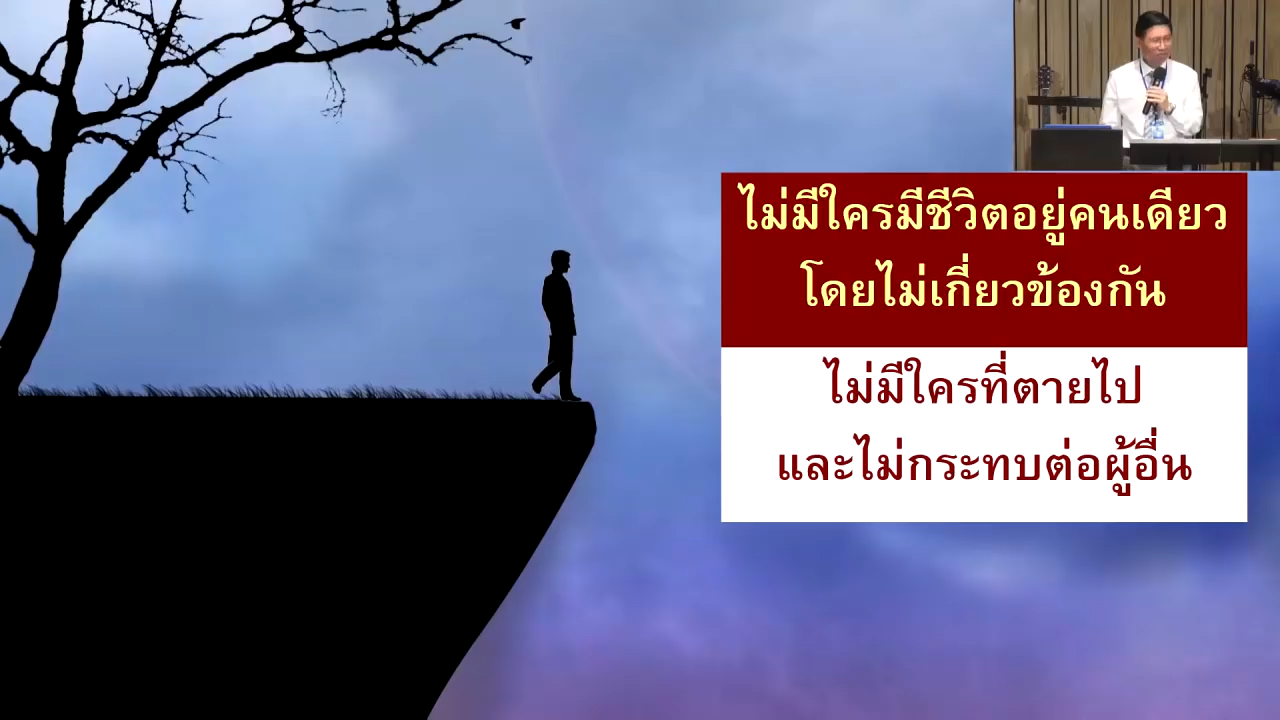 ไม่มีใครมีชีวิตอยู่คนเดียว
โดยไม่เกี่ยวข้องกัน
ไม่มีใครที่ตายไป
และไม่กระทบต่อผู้อื่น